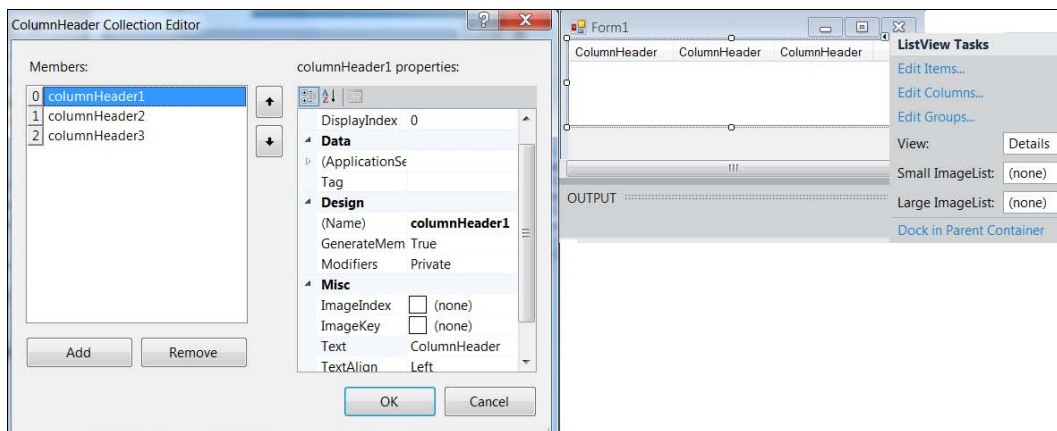 ColumnHeader Collection Editor
Members:
0 columnHeader1
1 columnHeader2
2 columnHeader3
Add Remove
columnHeader1 properties:
DisplayIndex 0
Data
(ApplicationSe
Tag
Design
(Name) columnHeader1
GenerateMem True
Modifiers Private
Misc
ImageIndex (none)
ImageKey (none)
Text ColumnHeader
TextAlign Left
OK Cancel
Form1
ColumnHeader ColumnHeader ColumnHeader
OUTPUT
ListView Tasks
Edit Items...
Edit Columns...
Edit Groups...
View: Details
Small ImageList: (none)
Large ImageList: (none)
Dock in Parent Container